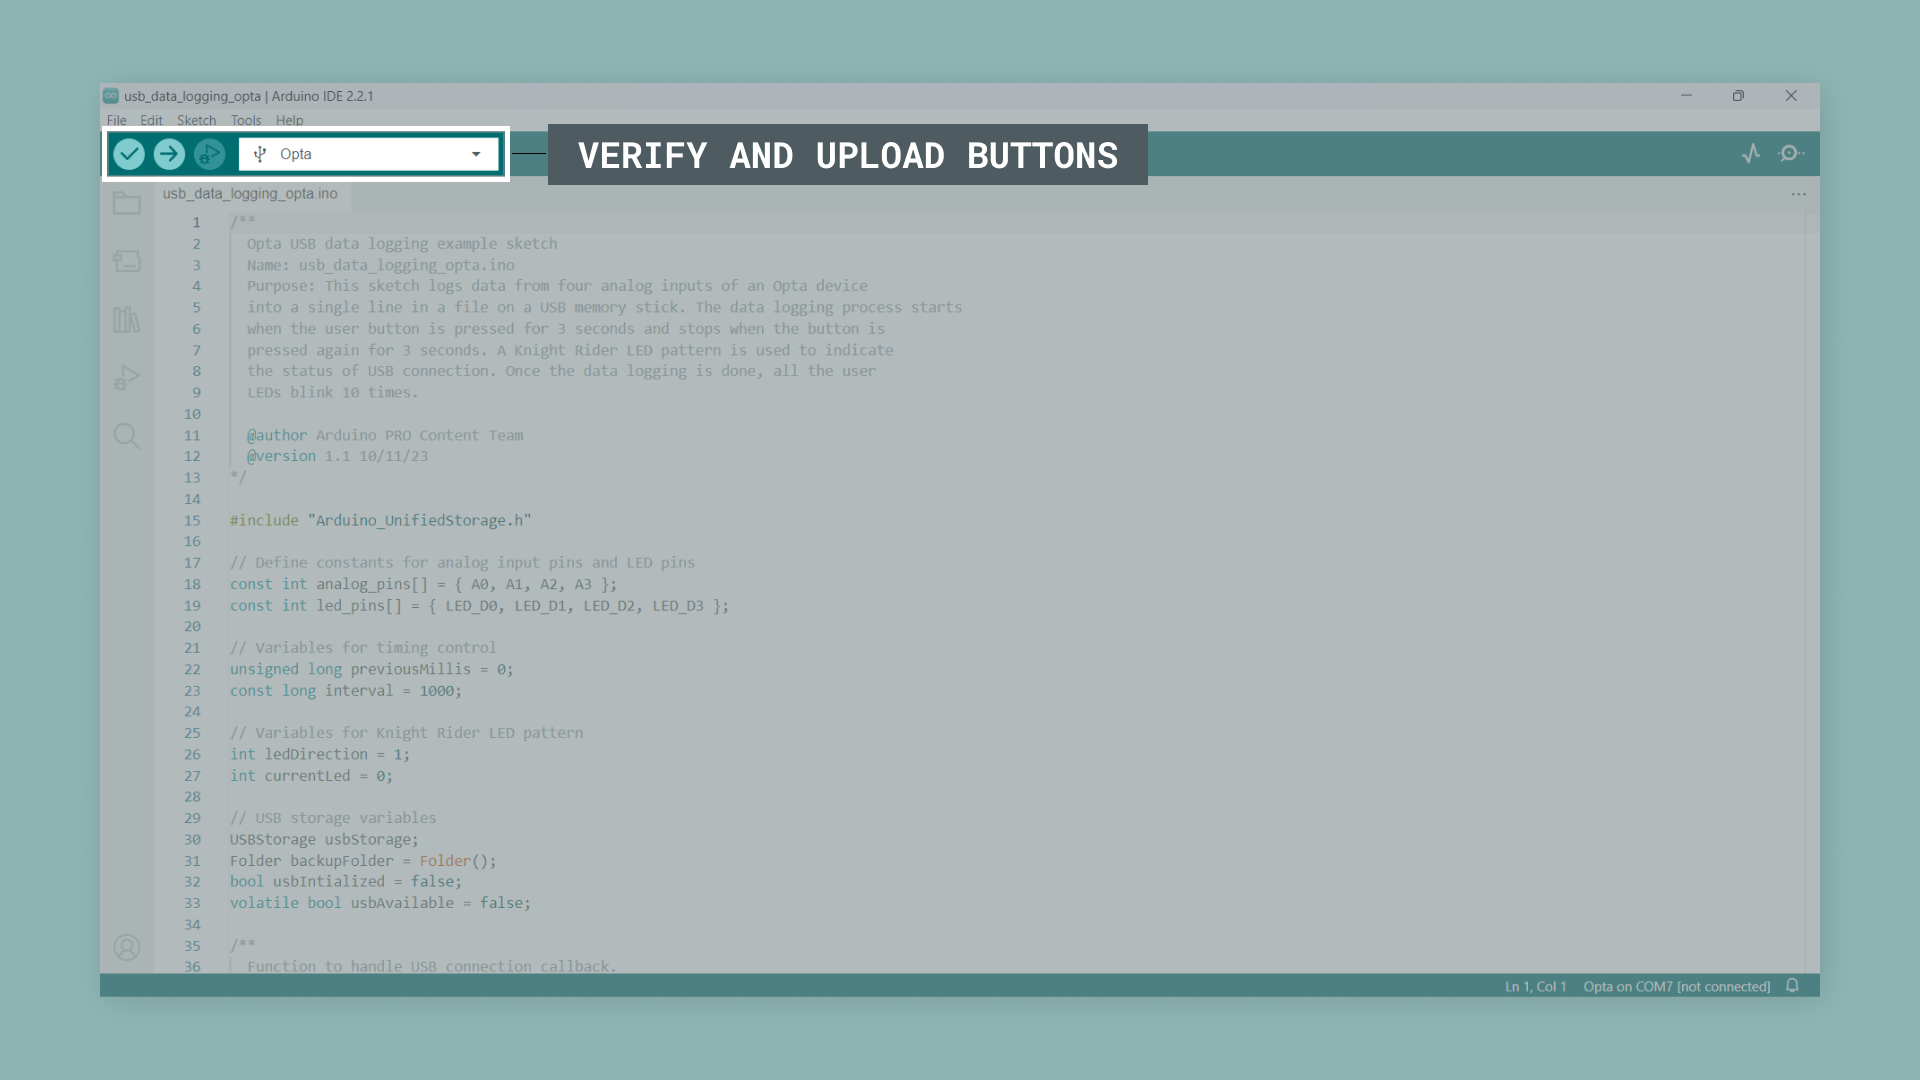 usb_data_logging_opta | Arduino IDE 2.2.1
File Edit Sketch Tools Help
Opta
VERIFY AND UPLOAD BUTTONS
usb_data_logging_opta.ino
1 /**
2 Opta USB data logging example sketch
3 Name: usb_data_logging_opta.ino
4 Purpose: This sketch logs data from four analog inputs of an Opta device
5 into a single line in a file on a USB memory stick. The data logging process starts
6 when the user button is pressed for 3 seconds and stops when the button is
7 pressed again for 3 seconds. A Knight Rider LED pattern is used to indicate
8 the status of USB connection. Once the data logging is done, all the user
9 LEDs blink 10 times.
10
11 @author Arduino PRO Content Team
12 @version 1.1 10/11/23
13 */
14
15 #include "Arduino_UnifiedStorage.h"
16
17 // Define constants for analog input pins and LED pins
18 const int analog_pins[] = { A0, A1, A2, A3 };
19 const int led_pins[] = { LED_D0, LED_D1, LED_D2, LED_D3 };
20
21 // Variables for timing control
22 unsigned long previousMillis = 0;
23 const long interval = 1000;
24
25 // Variables for Knight Rider LED pattern
26 int ledDirection = 1;
27 int currentLed = 0;
28
29 // USB storage variables
30 USBStorage usbStorage;
31 Folder backupFolder = Folder();
32 bool usbIntialized = false;
33 volatile bool usbAvailable = false;
34
35 /**
36 Function to handle USB connection callback.
Ln 1, Col 1 Opta on COM7 [not connected]